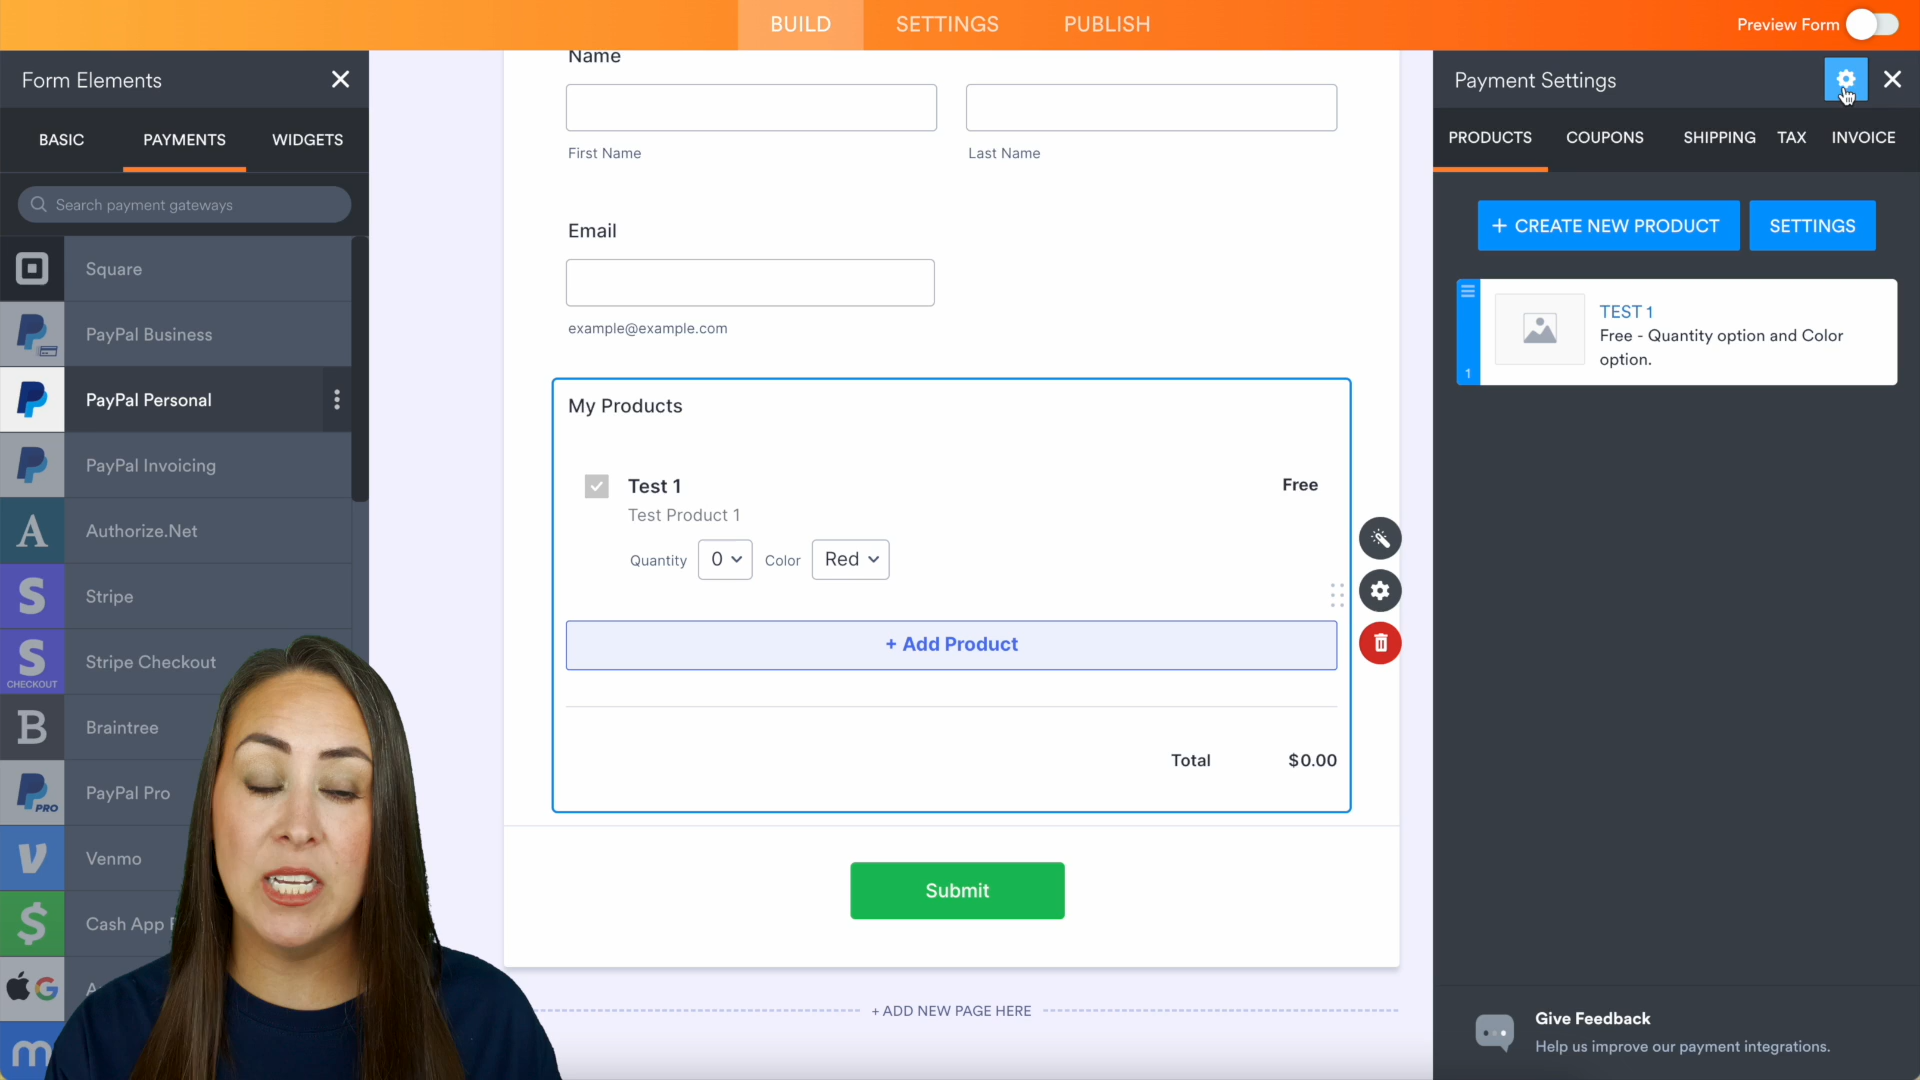 BUILD
SETTINGS
PUBLISH
Preview Form
Form Elements
BASIC
PAYMENTS
WIDGETS
Search payment gateways
Square
PayPal Business
PayPal Personal
PayPal Invoicing
A
Authorize.Net
S
Stripe
S
CHECKOUT
Stripe Checkout
B
Braintree
PRO
PayPal Pro
Venmo
$
Cash App
Name
First Name
Last Name
Email
example@example.com
My Products
Test 1
Free
Test Product 1
Quantity
0
Color
Red
+ Add Product
Total
$0.00
Submit
+ ADD NEW PAGE HERE
Payment Settings
PRODUCTS
COUPONS
SHIPPING
TAX
INVOICE
+ CREATE NEW PRODUCT
SETTINGS
TEST 1
Free - Quantity option and Color
option.
1
Give Feedback
Help us improve our payment integrations.